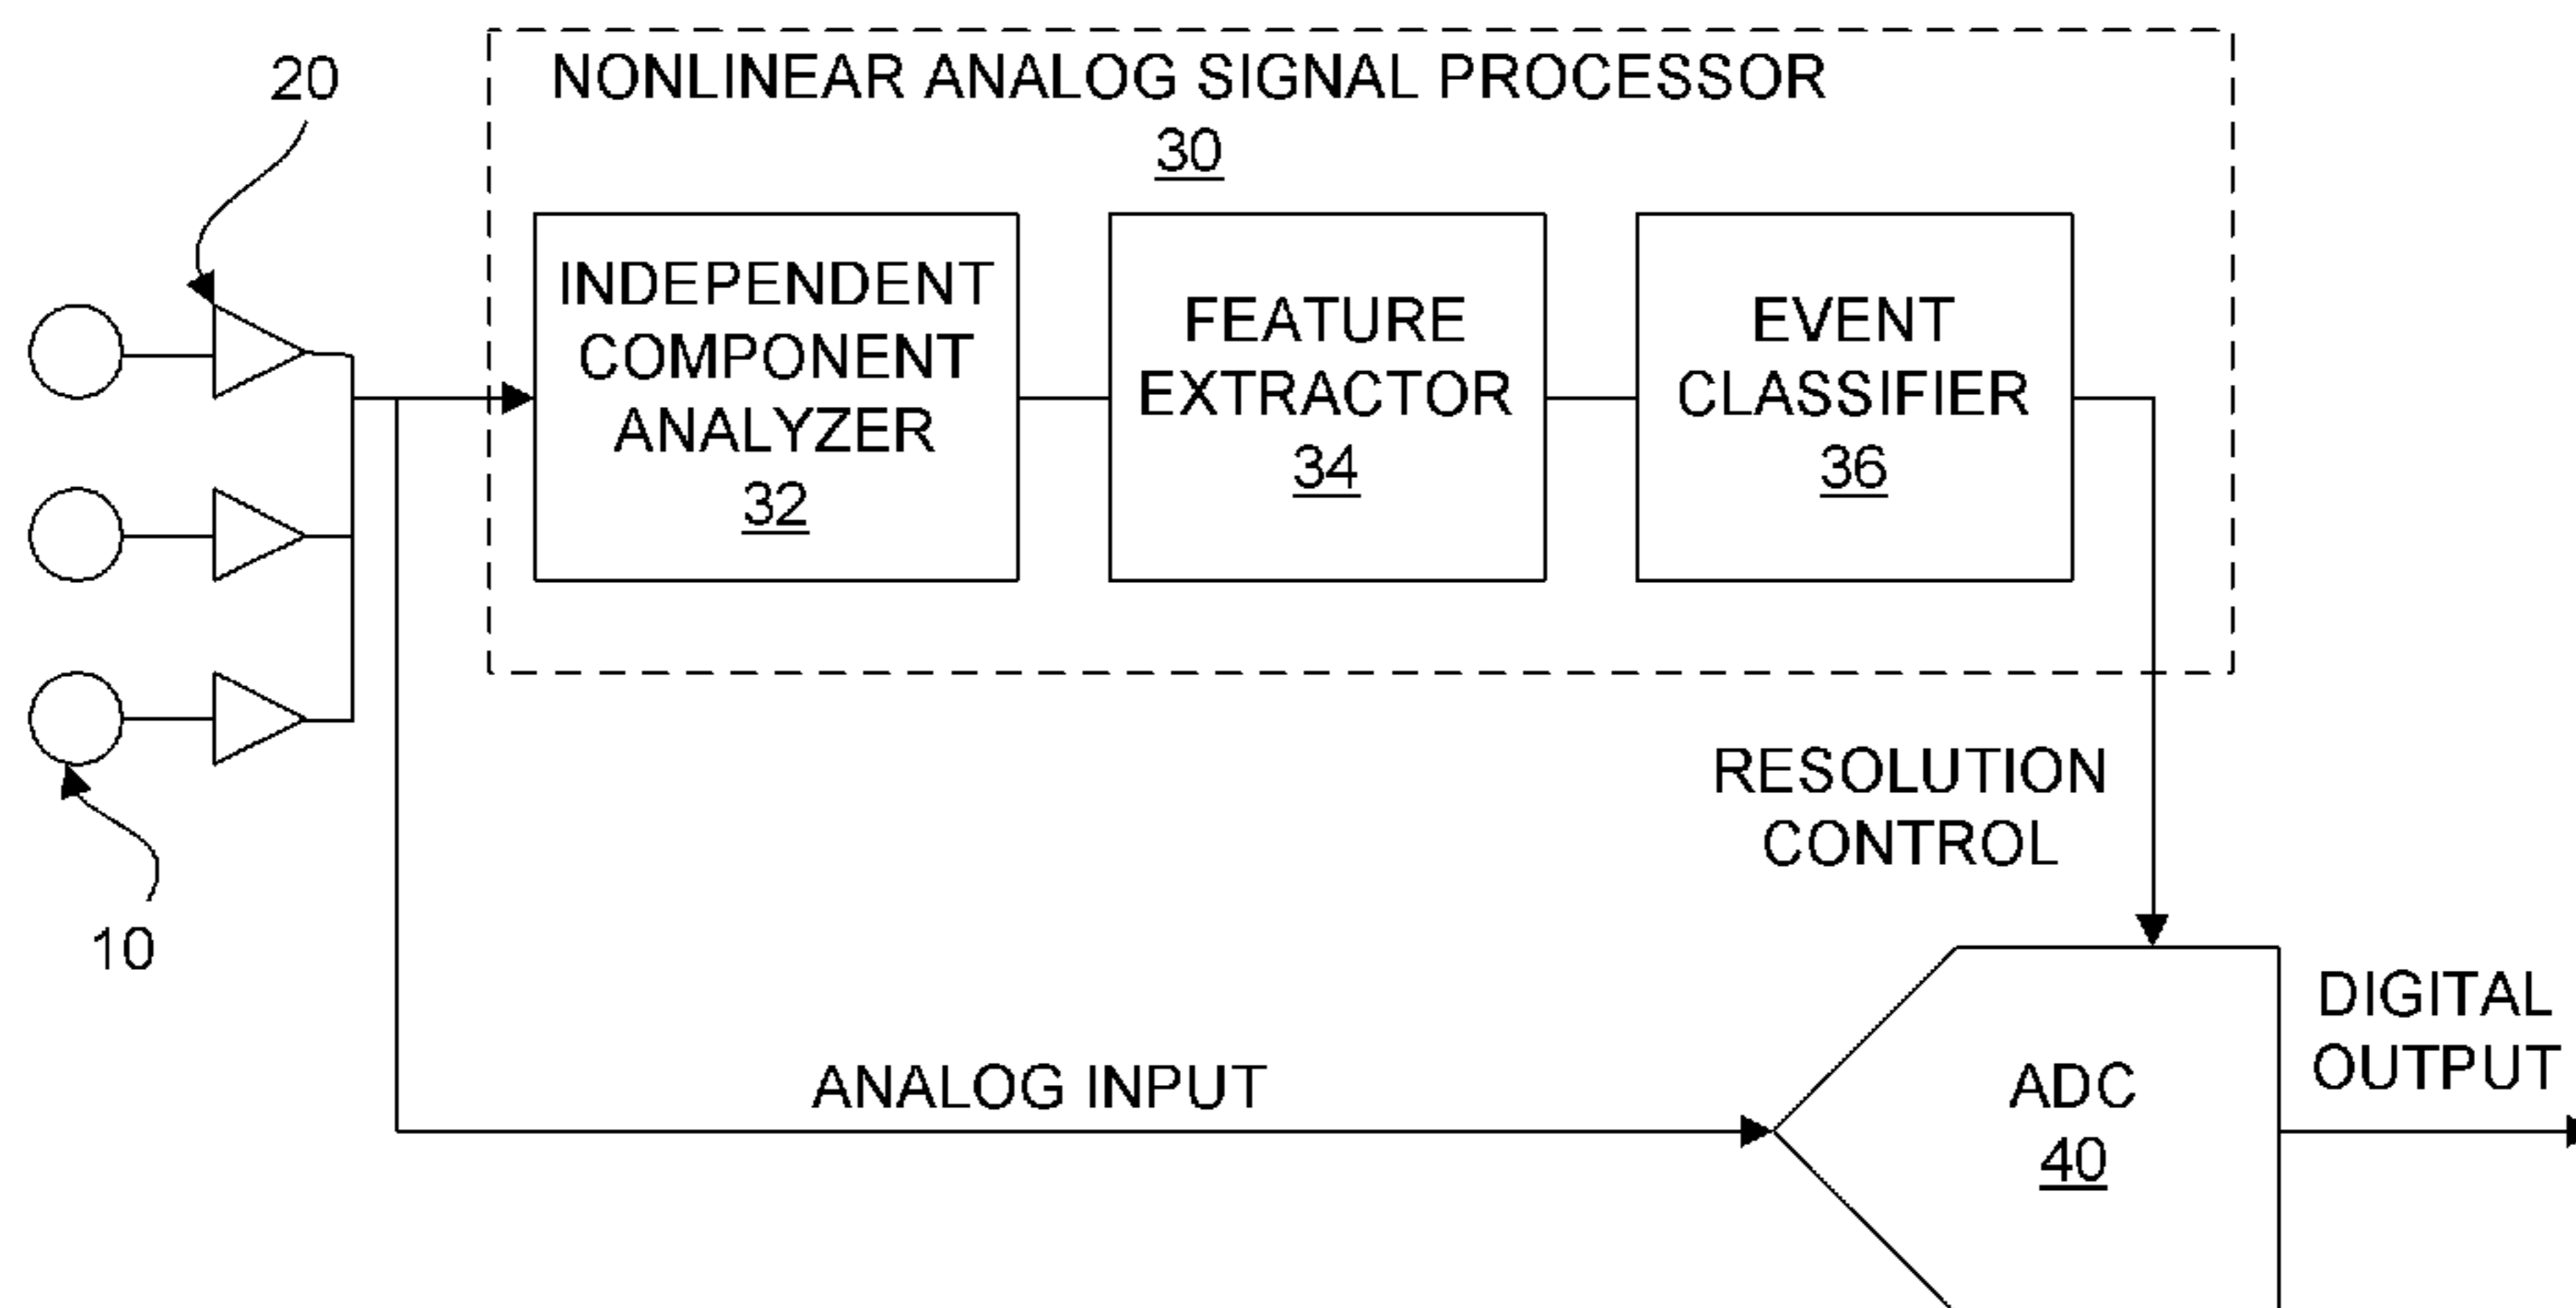 20
NONLINEAR ANALOG SIGNAL PROCESSOR
30
INDEPENDENT
COMPONENT
ANALYZER
32
FEATURE
EXTRACTOR
34
EVENT
CLASSIFIER
36
RESOLUTION
CONTROL
10
ANALOG INPUT
ADC
40
DIGITAL
OUTPUT